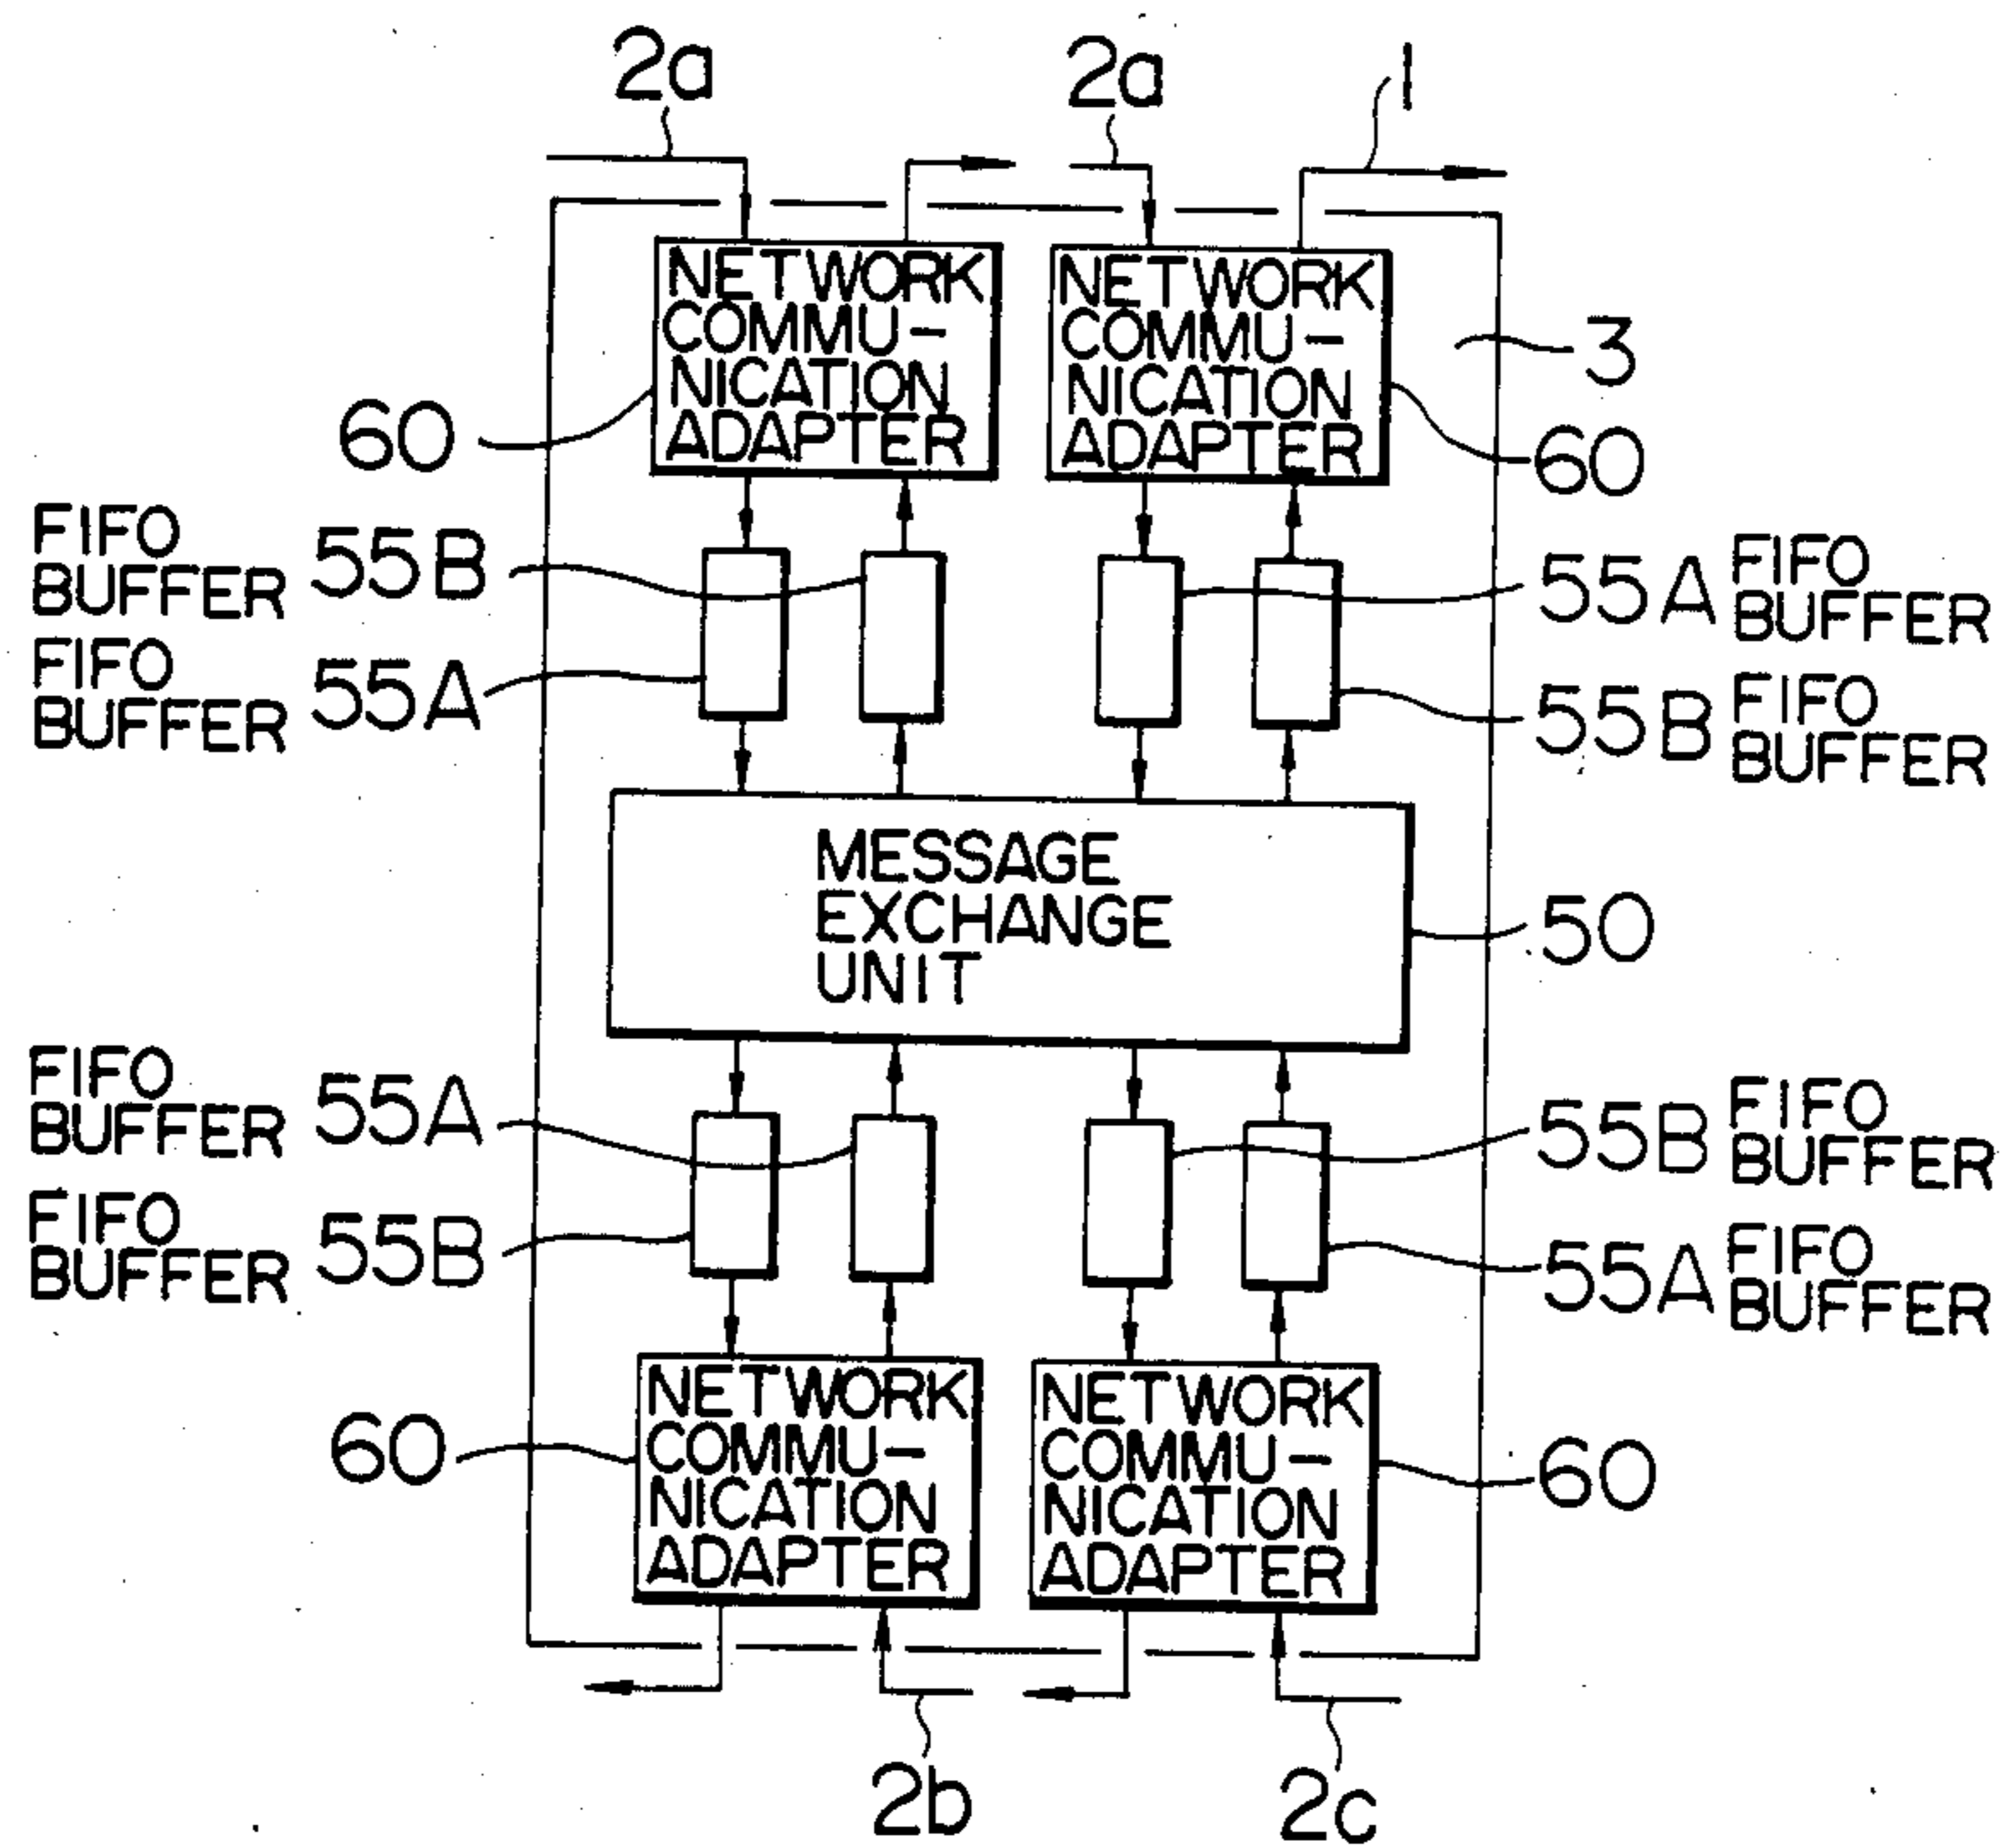 2a
2a
1
NETWORK
COMMU-
NICATION
ADAPTER
NETWORK
COMMU-
NICATION
ADAPTER
3
60
60
FIFO
BUFFER 55B
FIFO
BUFFER 55A
55A FIFO
BUFFER
55B FIFO
BUFFER
MESSAGE
EXCHANGE
UNIT
50
FIFO
BUFFER 55A
FIFO
BUFFER 55B
55B FIFO
BUFFER
55A FIFO
BUFFER
60
NETWORK
COMMU-
NICATION
ADAPTER
NETWORK
COMMU-
NICATION
ADAPTER
60
2b
2c